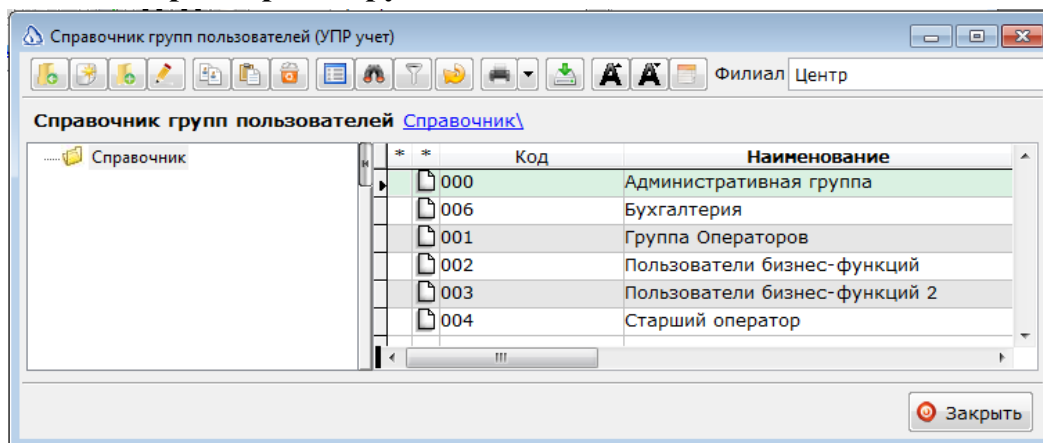 Справочник групп пользователей (УПР учет)
Филиал Центр
Справочник групп пользователей Справочник\
Справочник
* * Код Наименование
000 Административная группа
006 Бухгалтерия
001 Группа Операторов
002 Пользователи бизнес-функций
003 Пользователи бизнес-функций 2
004 Старший оператор
Закрыть